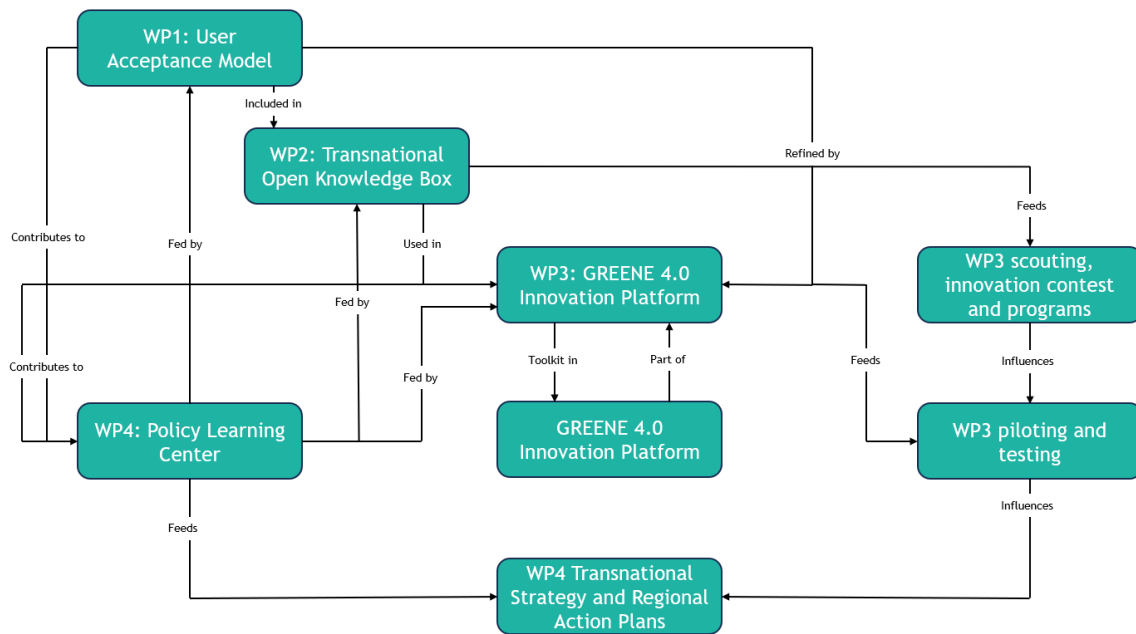 WP1: User
Acceptance Model
Included in
WP2: Transnational
Open Knowledge Box
Refined by
Feeds
Contributes to
Fed by
Used in
WP3: GREENE 4.0
Innovation Platform
WP3 scouting,
innovation contest
and programs
Fed by
Contributes to
Toolkit in
Part of
Feeds
Influences
Fed by
WP4: Policy Learning
Center
GREENE 4.0
Innovation Platform
WP3 piloting and
testing
Feeds
Influences
WP4 Transnational
Strategy and Regional
Action Plans